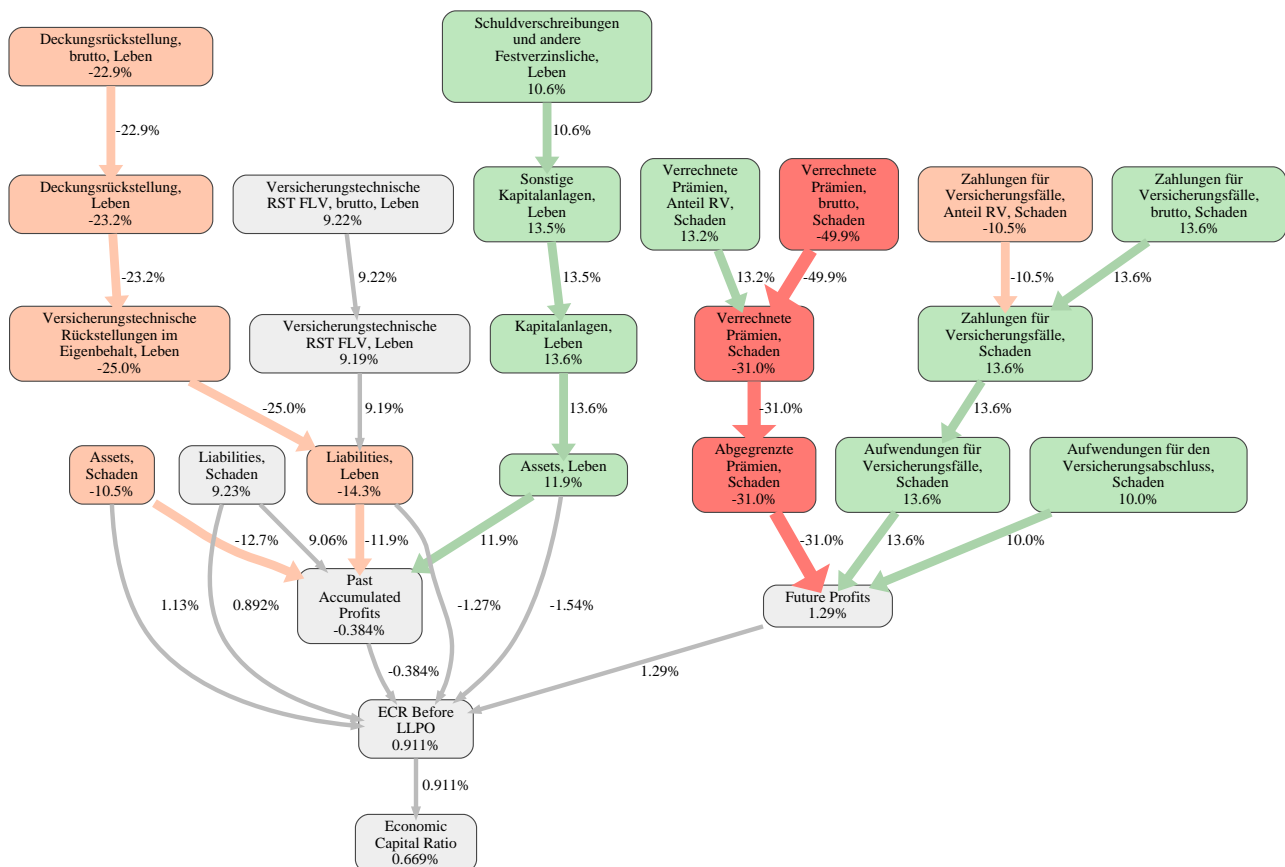 Deckungsrückstellung,
brutto, Leben
-22.9%
Schuldverschreibungen
und andere
Festverzinsliche,
Leben
10.6%
-22.9%
10.6%
Deckungsrückstellung,
Leben
-23.2%
Versicherungstechnische
RST FLV, brutto, Leben
9.22%
Sonstige
Kapitalanlagen,
Leben
13.5%
Verrechnete
Prämien,
Anteil RV,
Schaden
13.2%
Verrechnete
Prämien,
brutto,
Schaden
-49.9%
Zahlungen für
Versicherungsfälle,
Anteil RV, Schaden
-10.5%
Zahlungen für
Versicherungsfälle,
brutto, Schaden
13.6%
-23.2%
9.22%
13.5%
13.2%
-49.9%
-10.5%
13.6%
Versicherungstechnische
Rückstellungen im
Eigenbehalt, Leben
-25.0%
Versicherungstechnische
RST FLV, Leben
9.19%
Kapitalanlagen,
Leben
13.6%
Verrechnete
Prämien,
Schaden
-31.0%
Zahlungen für
Versicherungsfälle,
Schaden
13.6%
-25.0%
9.19%
13.6%
-31.0%
13.6%
Assets,
Schaden
-10.5%
Liabilities,
Schaden
9.23%
Liabilities,
Leben
-14.3%
Assets, Leben
11.9%
Abgegrenzte
Prämien,
Schaden
-31.0%
Aufwendungen für
Versicherungsfälle,
Schaden
13.6%
Aufwendungen für den
Versicherungsabschluss,
Schaden
10.0%
-12.7%
9.06%
-11.9%
11.9%
-31.0%
13.6%
10.0%
Past
Accumulated
Profits
-0.384%
Future Profits
1.29%
1.13%
0.892%
-1.27%
-1.54%
-0.384%
1.29%
ECR Before
LLPO
0.911%
0.911%
Economic
Capital Ratio
0.669%